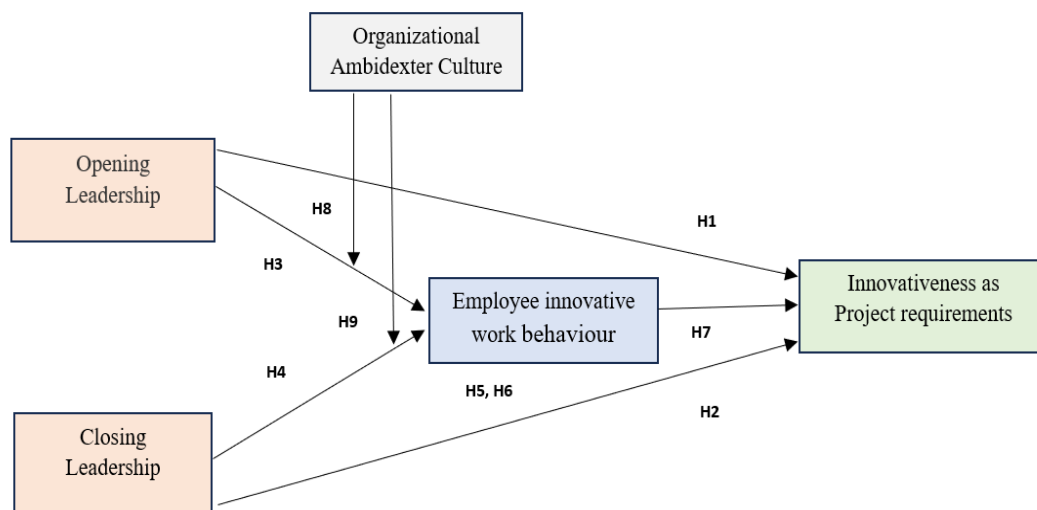 Organizational
Ambidexter Culture
Opening
Leadership
H8
H1
H3
Innovativeness as
Project requirements
Employee innovative
work behaviour
H9
H7
H4
H5, H6
H2
Closing
Leadership